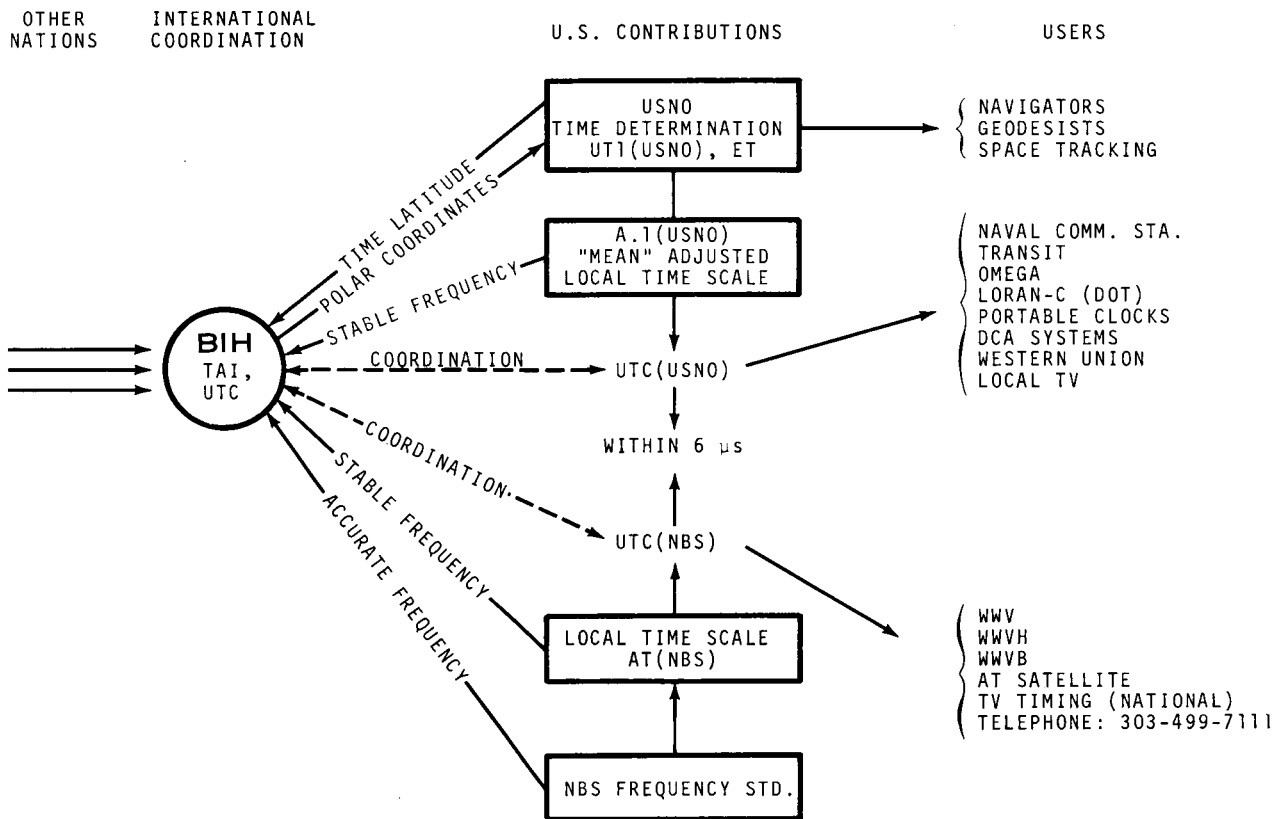 OTHER NATIONS
INTERNATIONAL COORDINATION
U.S. CONTRIBUTIONS
USERS
USNO
TIME DETERMINATION
UT1(USNO), ET
NAVIGATORS
GEODESISTS
SPACE TRACKING
TIME LATITUDE
POLAR COORDINATES
A.1(USNO)
"MEAN" ADJUSTED
LOCAL TIME SCALE
STABLE FREQUENCY
NAVAL COMM. STA.
TRANSIT
OMEGA
LORAN-C (DOT)
PORTABLE CLOCKS
DCA SYSTEMS
WESTERN UNION
LOCAL TV
BIH
TAI,
UTC
COORDINATION
UTC(USNO)
WITHIN 6 μs
COORDINATION
UTC(NBS)
STABLE FREQUENCY
ACCURATE FREQUENCY
LOCAL TIME SCALE
AT(NBS)
WWV
WWVH
WWVB
AT SATELLITE
TV TIMING (NATIONAL)
TELEPHONE: 303-499-7111
NBS FREQUENCY STD.